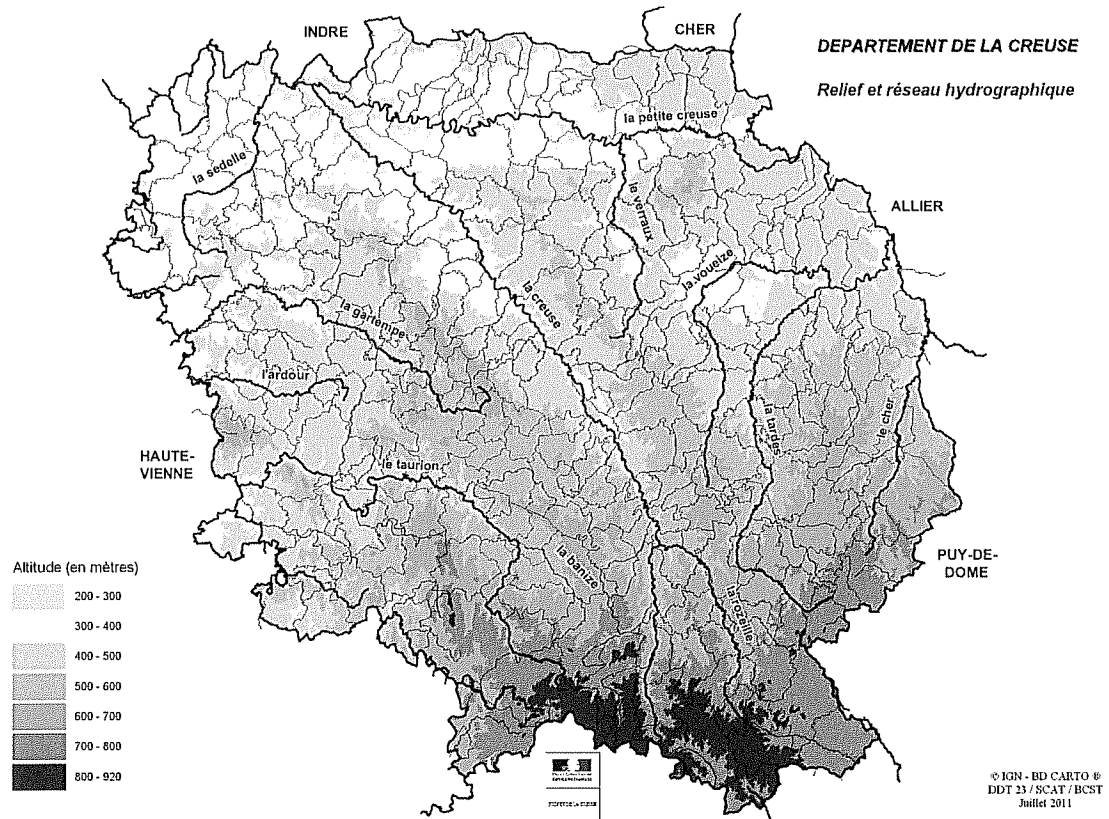 INDRE
CHER
DEPARTEMENT DE LA CREUSE
Relief et réseau hydrographique
la petite creuse
la sédelle
le verraux
ALLIER
la voueize
la creuse
la gartempe
l'ardour
la tardes
le cher
HAUTE-
VIENNE
le taurion
la banize
PUY-DE-
DOME
la rozeille
Altitude (en mètres)
200 - 300
300 - 400
400 - 500
500 - 600
600 - 700
700 - 800
800 - 920
© IGN - BD CARTO ®
DDT 23 / SCAT / BCST
Juillet 2011